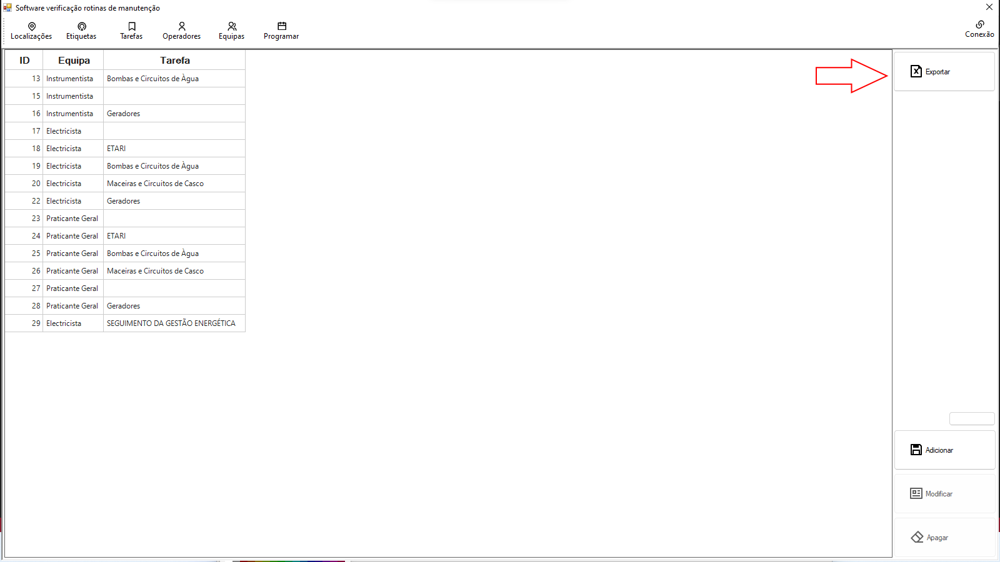 Software verificação rotinas de manutenção
Localizações Etiquetas Tarefas Operadores Equipas Programar Conexão
ID Equipa Tarefa
13 Instrumentista Bombas e Circuitos de Àgua
15 Instrumentista
16 Instrumentista Geradores
17 Electricista
18 Electricista ETARI
19 Electricista Bombas e Circuitos de Àgua
20 Electricista Maceiras e Circuitos de Casco
22 Electricista Geradores
23 Praticante Geral
24 Praticante Geral ETARI
25 Praticante Geral Bombas e Circuitos de Àgua
26 Praticante Geral Maceiras e Circuitos de Casco
27 Praticante Geral
28 Praticante Geral Geradores
29 Electricista SEGUIMENTO DA GESTÃO ENERGÉTICA
Exportar
Adicionar
Modificar
Apagar